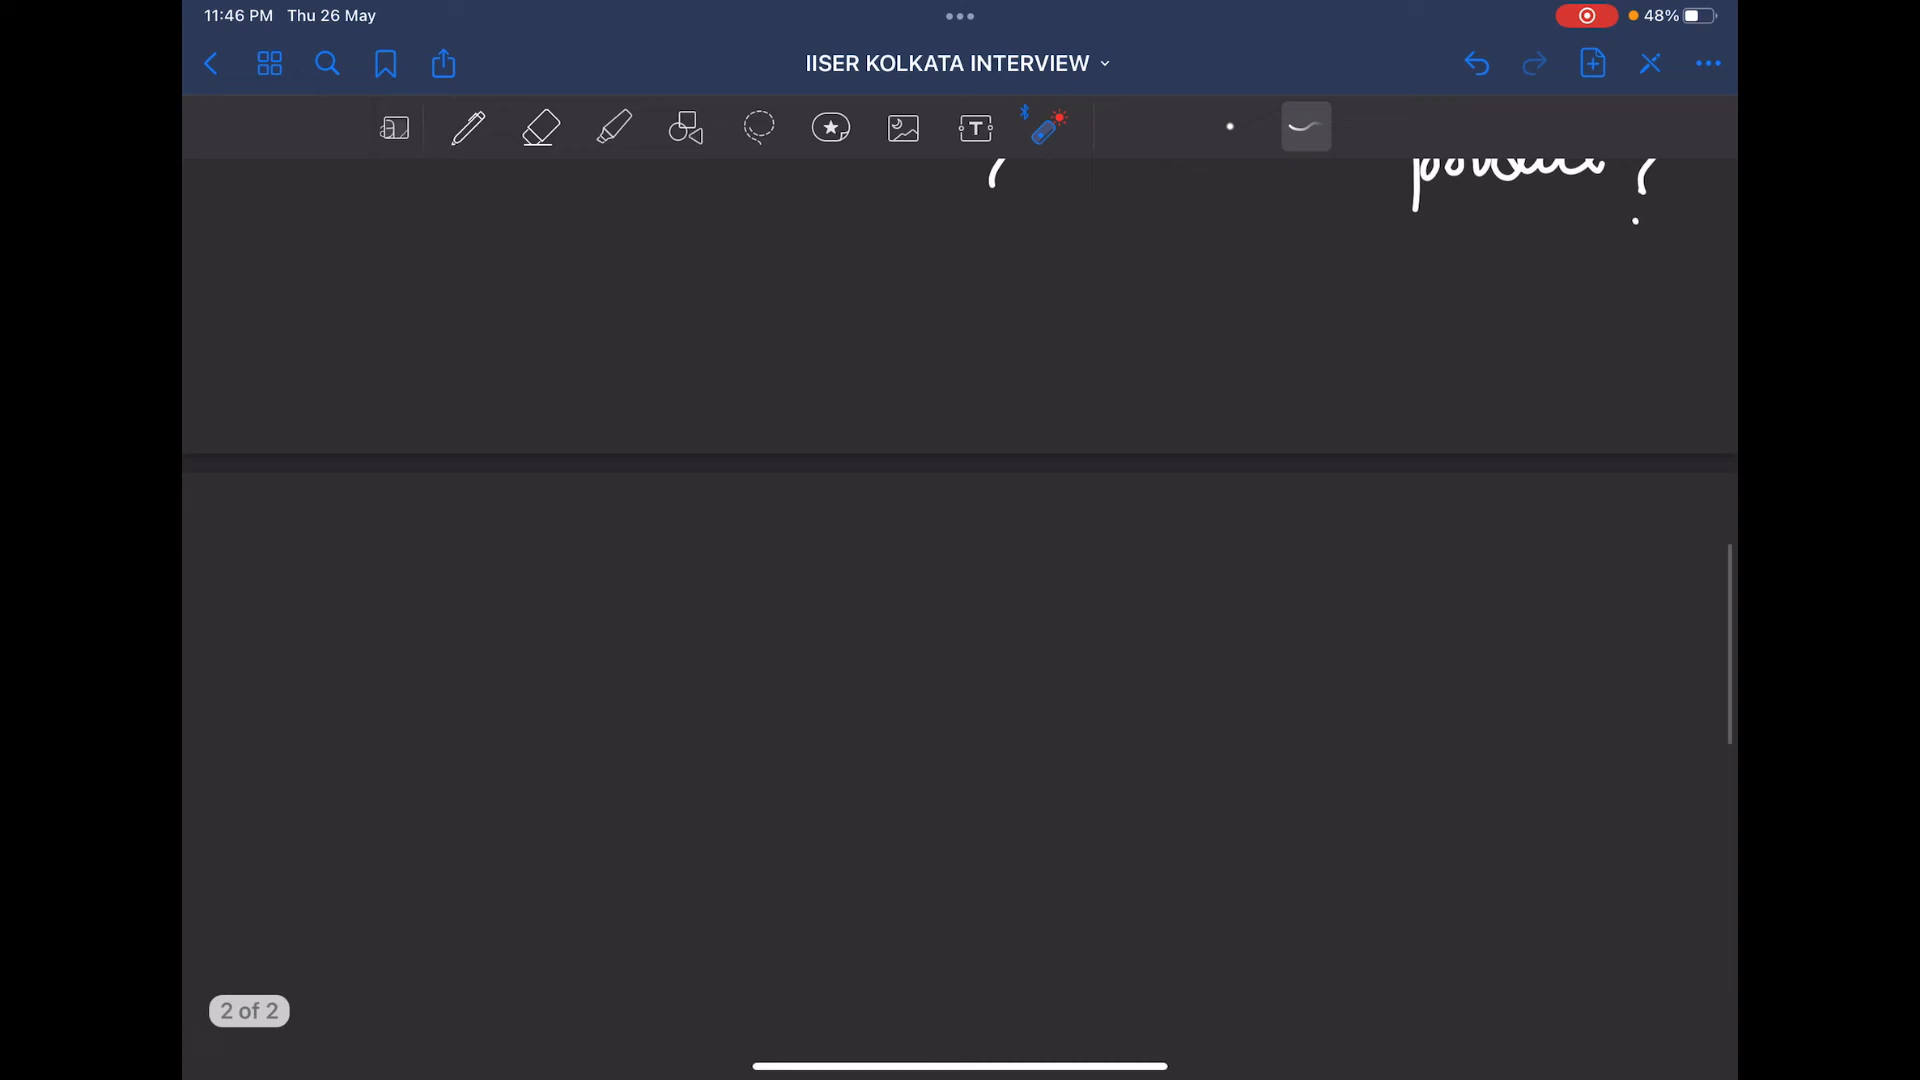 11:46 PM Thu 26 May
48%
IISER KOLKATA INTERVIEW
T
?
2 of 2